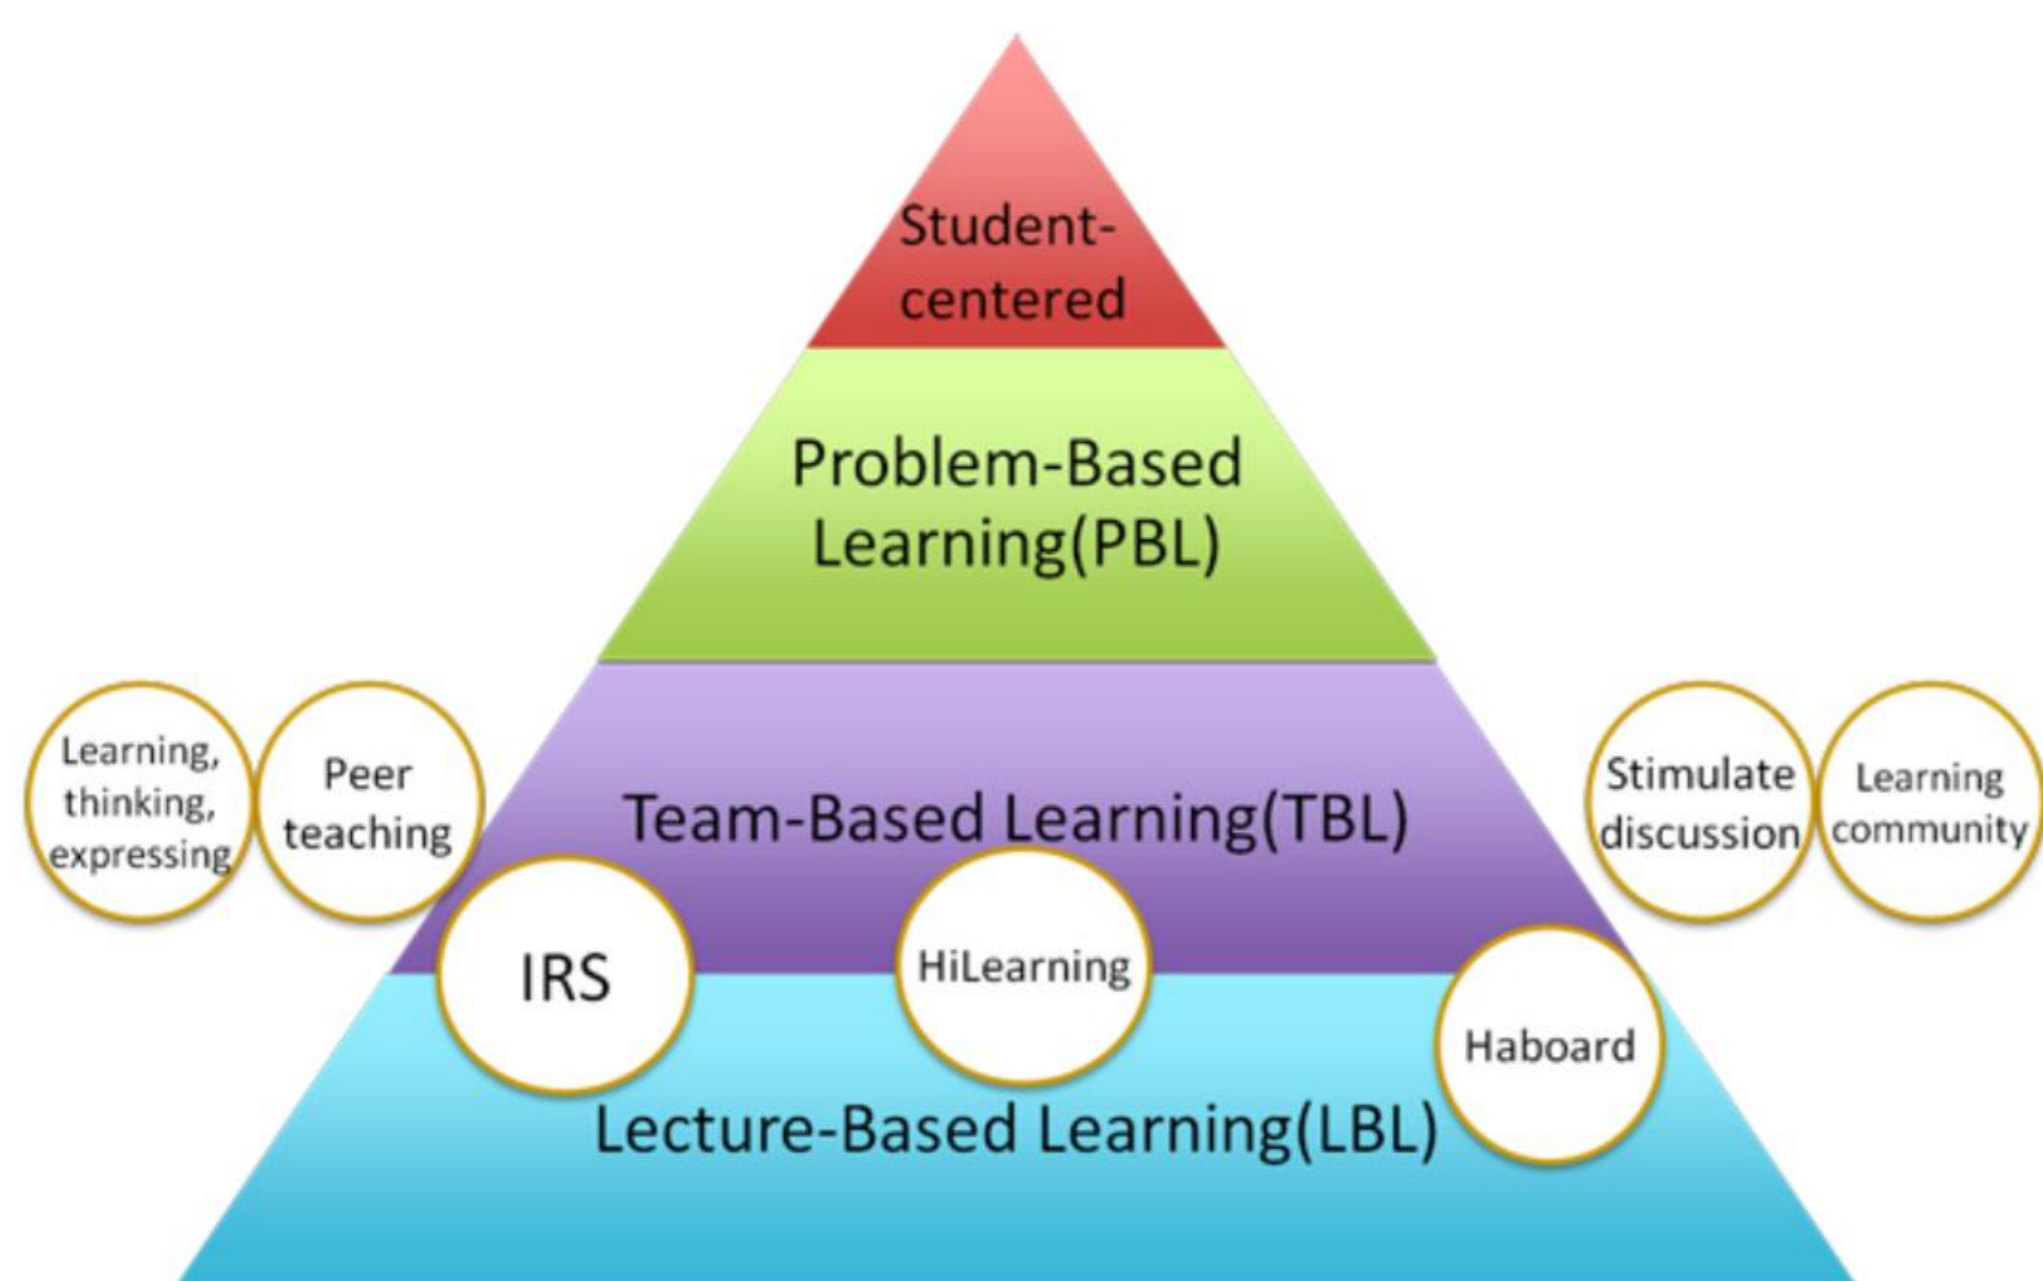 Student-
centered
Problem-Based
Learning(PBL)
Learning,
thinking,
expressing
Peer
teaching
Team-Based Learning(TBL)
Stimulate
discussion
Learning
community
IRS
HiLearning
Haboard
Lecture-Based Learning(LBL)